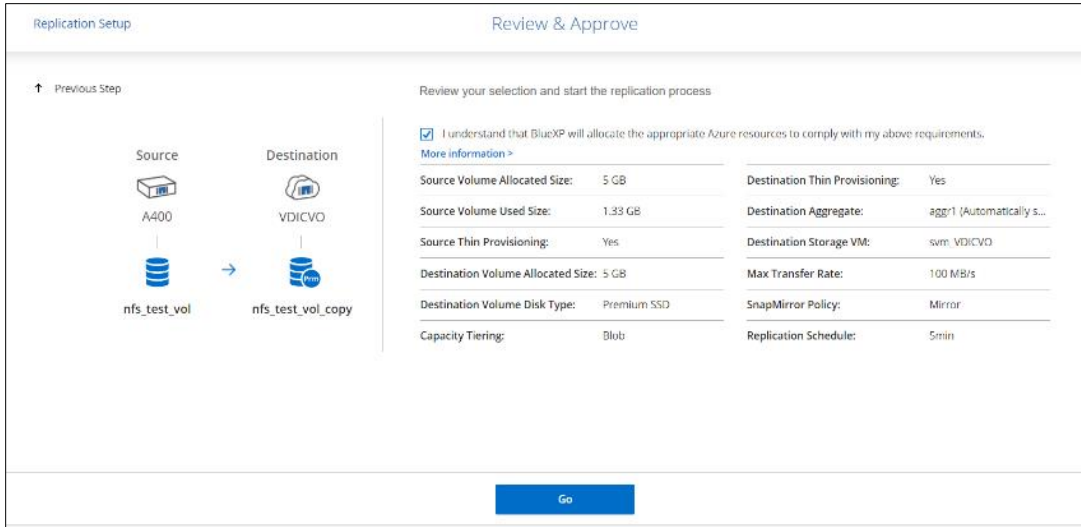 Replication Setup
Review & Approve
↑ Previous Step
Review your selection and start the replication process
I understand that BlueXP will allocate the appropriate Azure resources to comply with my above requirements.
More information >
Source Destination
A400 VDICVO
Prm
nfs_test_vol → nfs_test_vol_copy
Source Volume Allocated Size: 5 GB
Source Volume Used Size: 1.33 GB
Source Thin Provisioning: Yes
Destination Volume Allocated Size: 5 GB
Destination Volume Disk Type: Premium SSD
Capacity Tiering: Blob
Destination Thin Provisioning: Yes
Destination Aggregate: aggr1 (Automatically s...
Destination Storage VM: svm_VDICVO
Max Transfer Rate: 100 MB/s
SnapMirror Policy: Mirror
Replication Schedule: 5min
Go